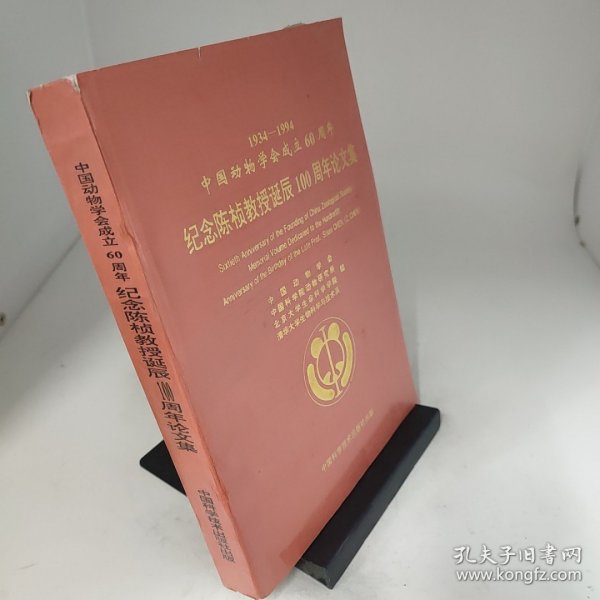 1934—1994
中国动物学会成立60周年
纪念陈桢教授诞辰100周年论文集
Sixtieth Anniversary of the Founding of China Zoological Society
Memorial Volume Dedicated to the Hundredth
Anniversary of the Birthday of the Late Prof. Shisan C. CHEN
中国动物学会
中国科学院动物研究所
北京大学生命科学学院 编
清华大学生物科学与技术系
中国科学技术出版社出版
中国动物学会成立60周年 纪念陈桢教授诞辰100周年论文集
中国科学技术出版社出版
孔夫子旧书网
www.kongfz.com